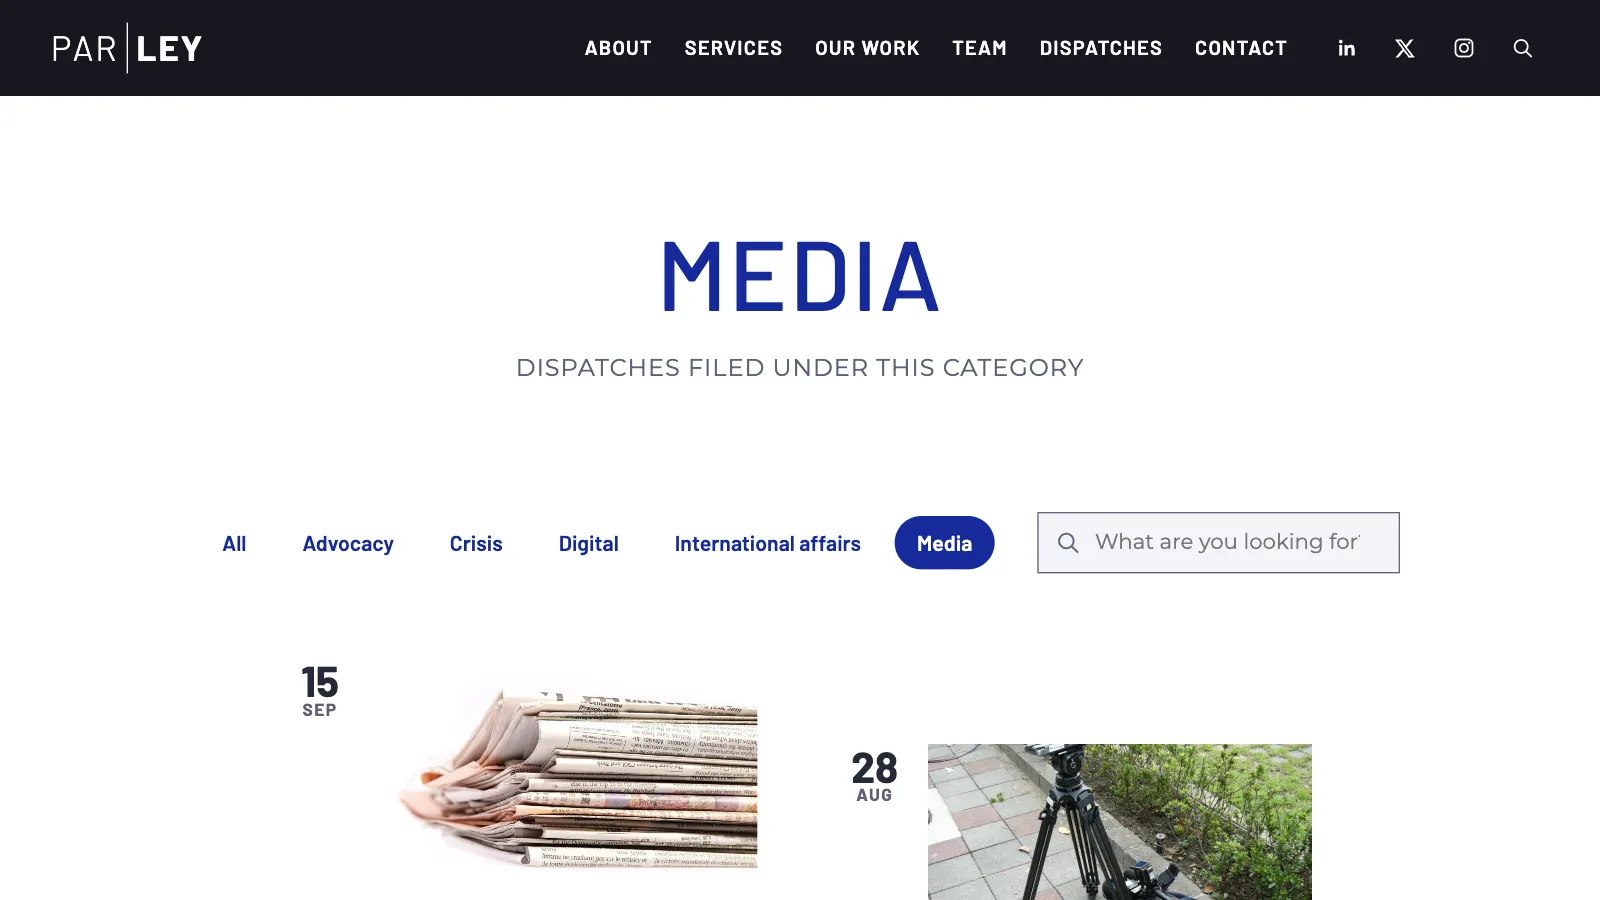 PAR LEY
ABOUT SERVICES OUR WORK TEAM DISPATCHES CONTACT
MEDIA
DISPATCHES FILED UNDER THIS CATEGORY
All Advocacy Crisis Digital International affairs Media
What are you looking for
15
SEP
28
AUG